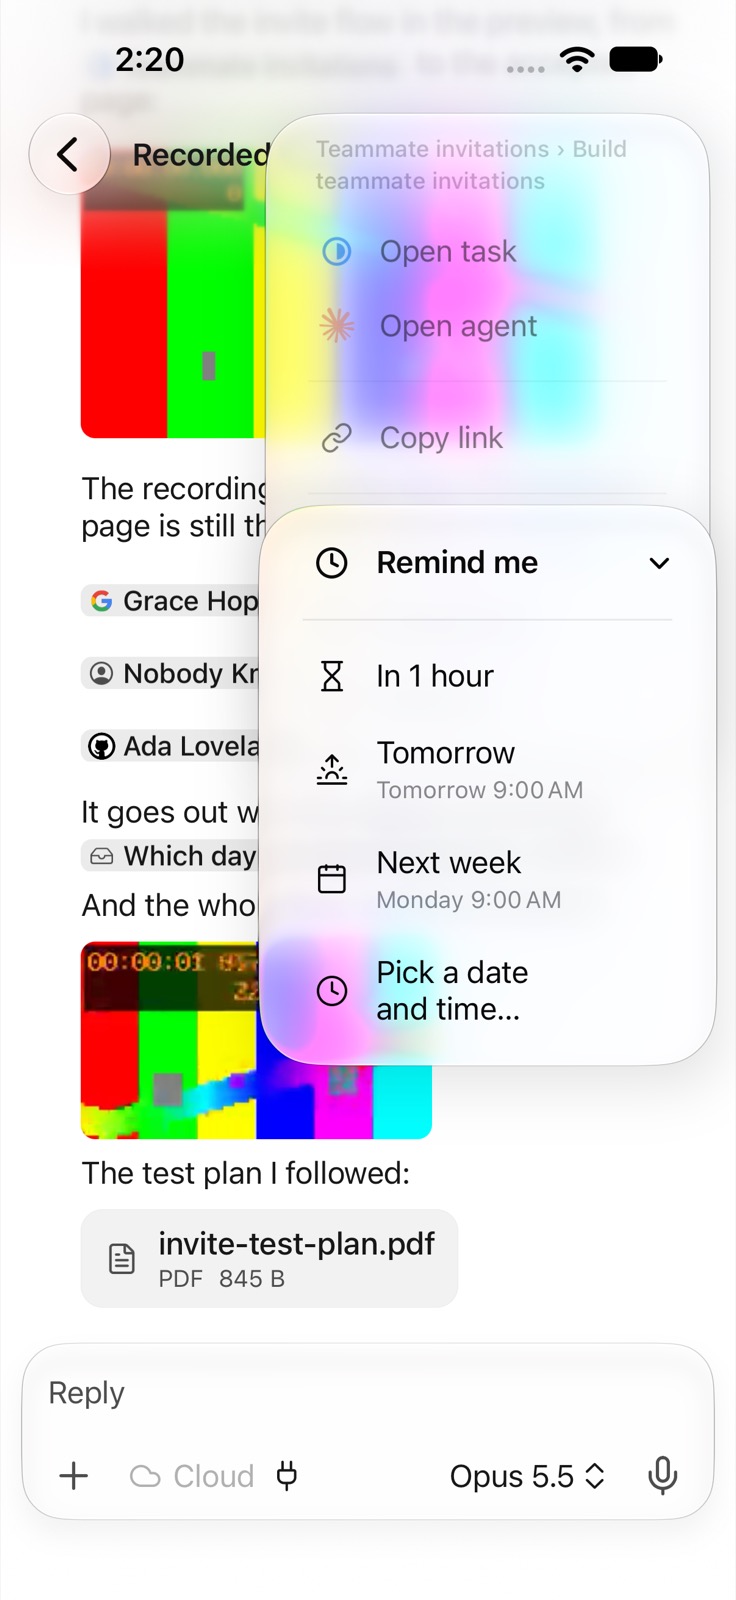 2:20
Recorded
Teammate invitations › Build
teammate invitations
Open task
Open agent
Copy link
The recording
page is still th
Remind me
Grace Hop
Nobody Kr
Ada Lovela
In 1 hour
Tomorrow
Tomorrow 9:00 AM
It goes out w
Which day
Next week
Monday 9:00 AM
And the who
00:00:01
Pick a date
and time...
The test plan I followed:
invite-test-plan.pdf
PDF 845 B
Reply
Cloud
Opus 5.5